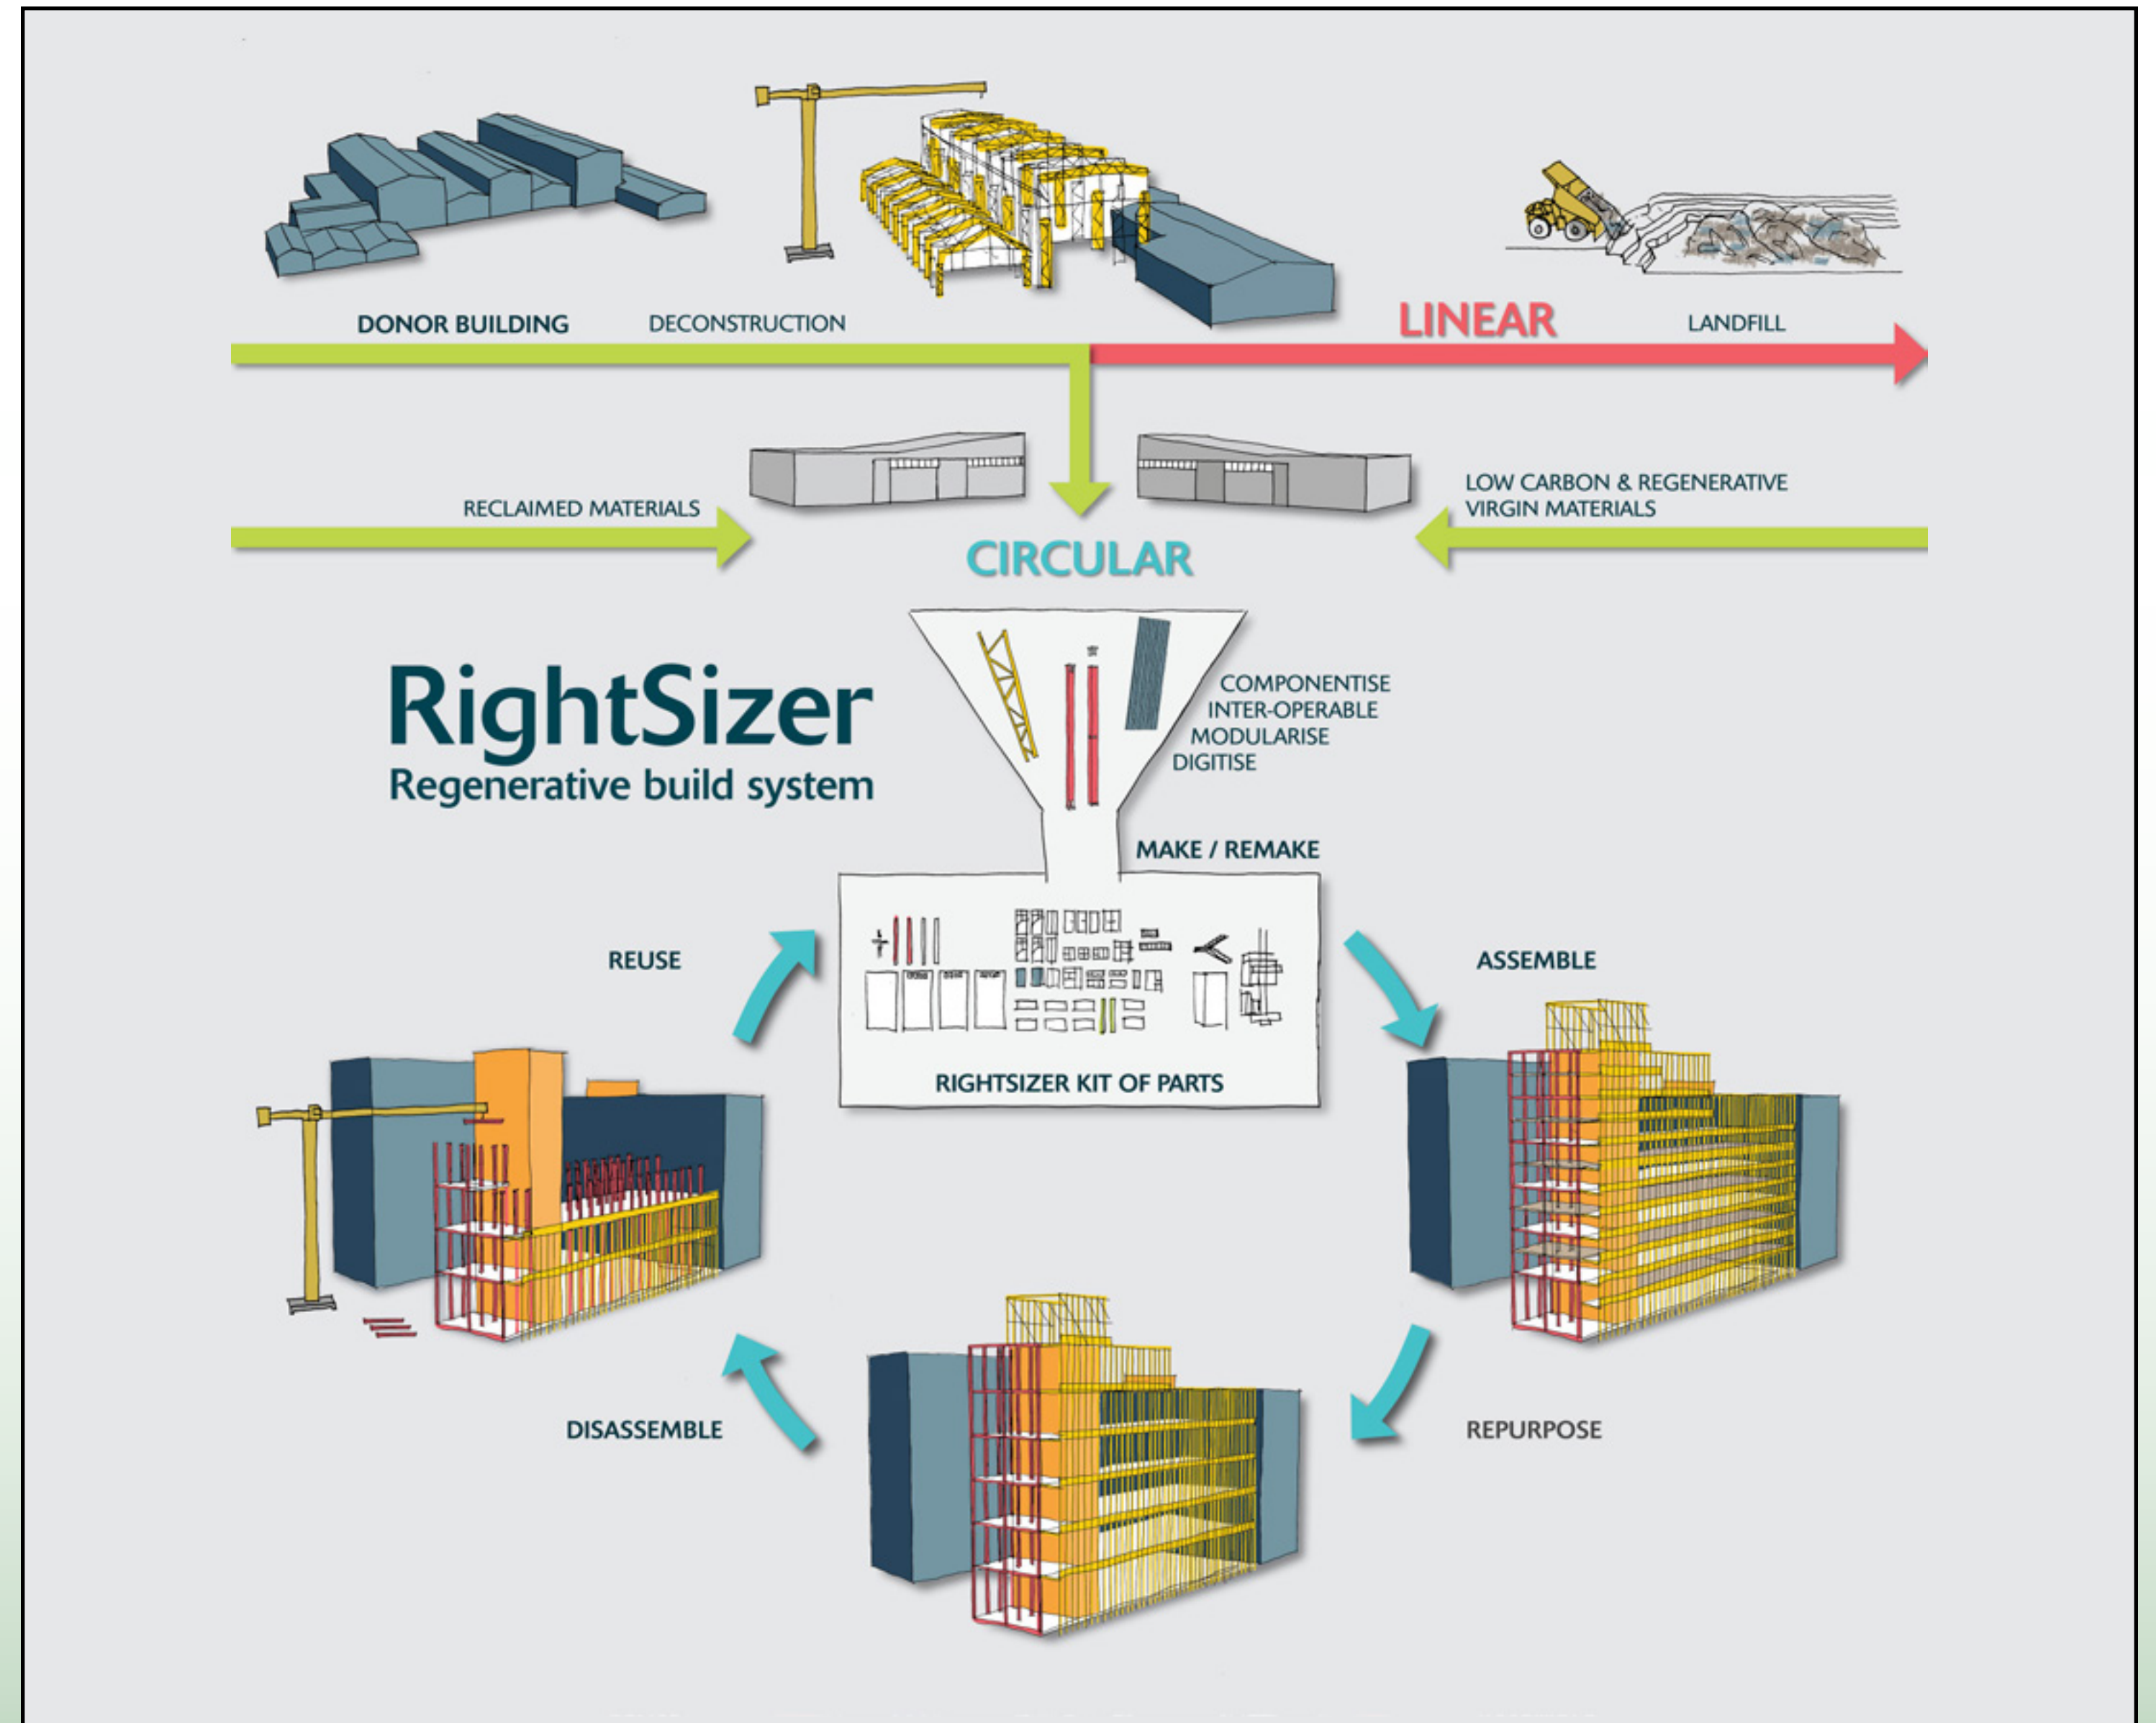 DONOR BUILDING
DECONSTRUCTION
LINEAR
LANDFILL
RECLAIMED MATERIALS
LOW CARBON & REGENERATIVE
VIRGIN MATERIALS
CIRCULAR
RightSizer
Regenerative build system
COMPONENTISE
INTER-OPERABLE
MODULARISE
DIGITISE
MAKE / REMAKE
REUSE
ASSEMBLE
RIGHTSIZER KIT OF PARTS
DISASSEMBLE
REPURPOSE